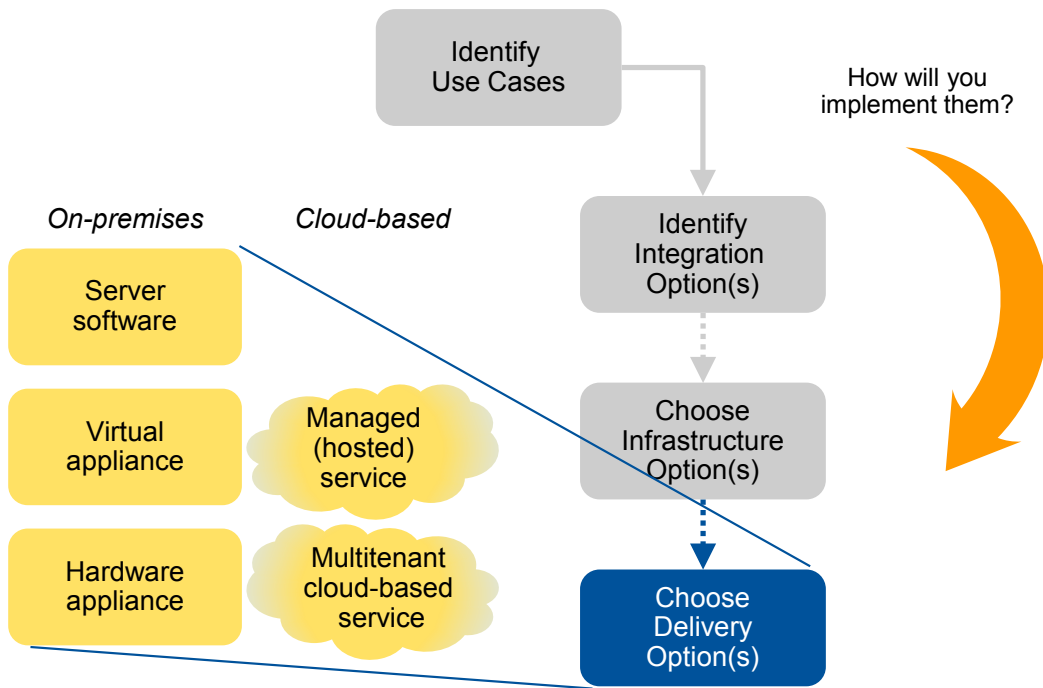 Identify
Use Cases
How will you
implement them?
On-premises
Cloud-based
Identify
Integration
Option(s)
Server
software
Virtual
appliance
Managed
(hosted)
service
Choose
Infrastructure
Option(s)
Hardware
appliance
Multitenant
cloud-based
service
Choose
Delivery
Option(s)